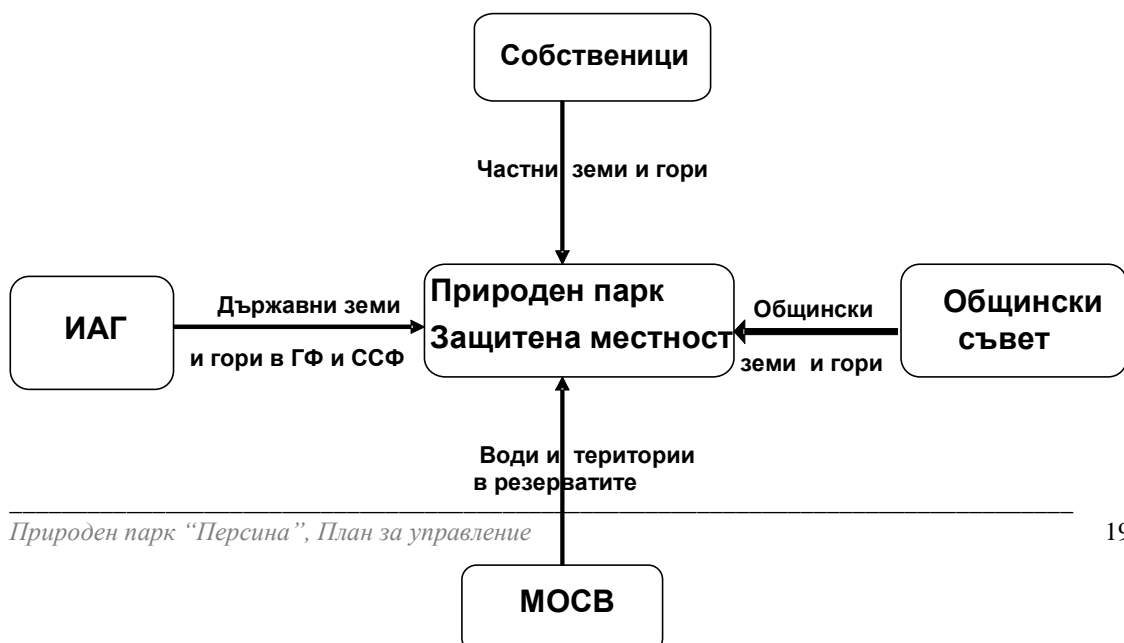 Собственици
Частни земи и гори
ИАГ
Държавни земи
и гори в ГФ и ССФ
Природен парк
Защитена местност
Общински
земи и гори
Общински
съвет
Води и територии
в резерватите
Природен парк “Персина”, План за управление
19
МОСВ